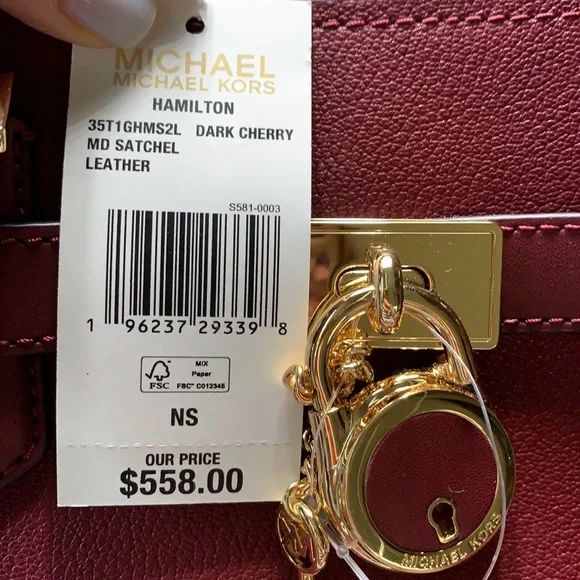 MICHAEL
MICHAEL KORS
HAMILTON
35T1GHMS2L DARK CHERRY
MD SATCHEL
LEATHER
S581-0003
1 96237 29339 8
FSC
MIX
Paper
FSC™ C012345
NS
OUR PRICE
$558.00
MICHAEL KORS